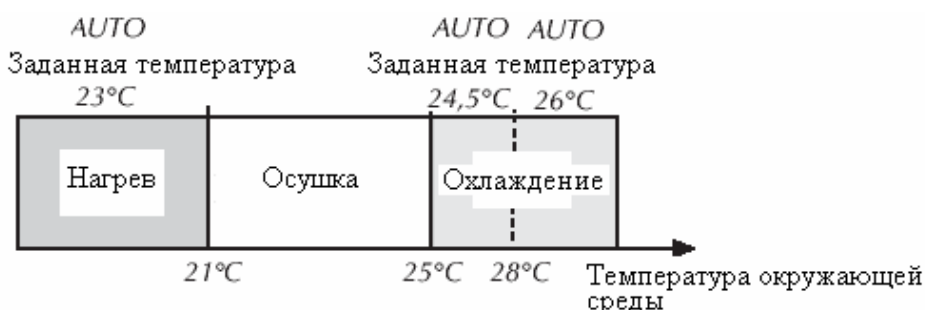 AUTO AUTO AUTO
Заданная температура Заданная температура
23°C 24,5°C 26°C
Нагрев Осушка Охлаждение
21°C 25°C 28°C Температура окружающей
среды